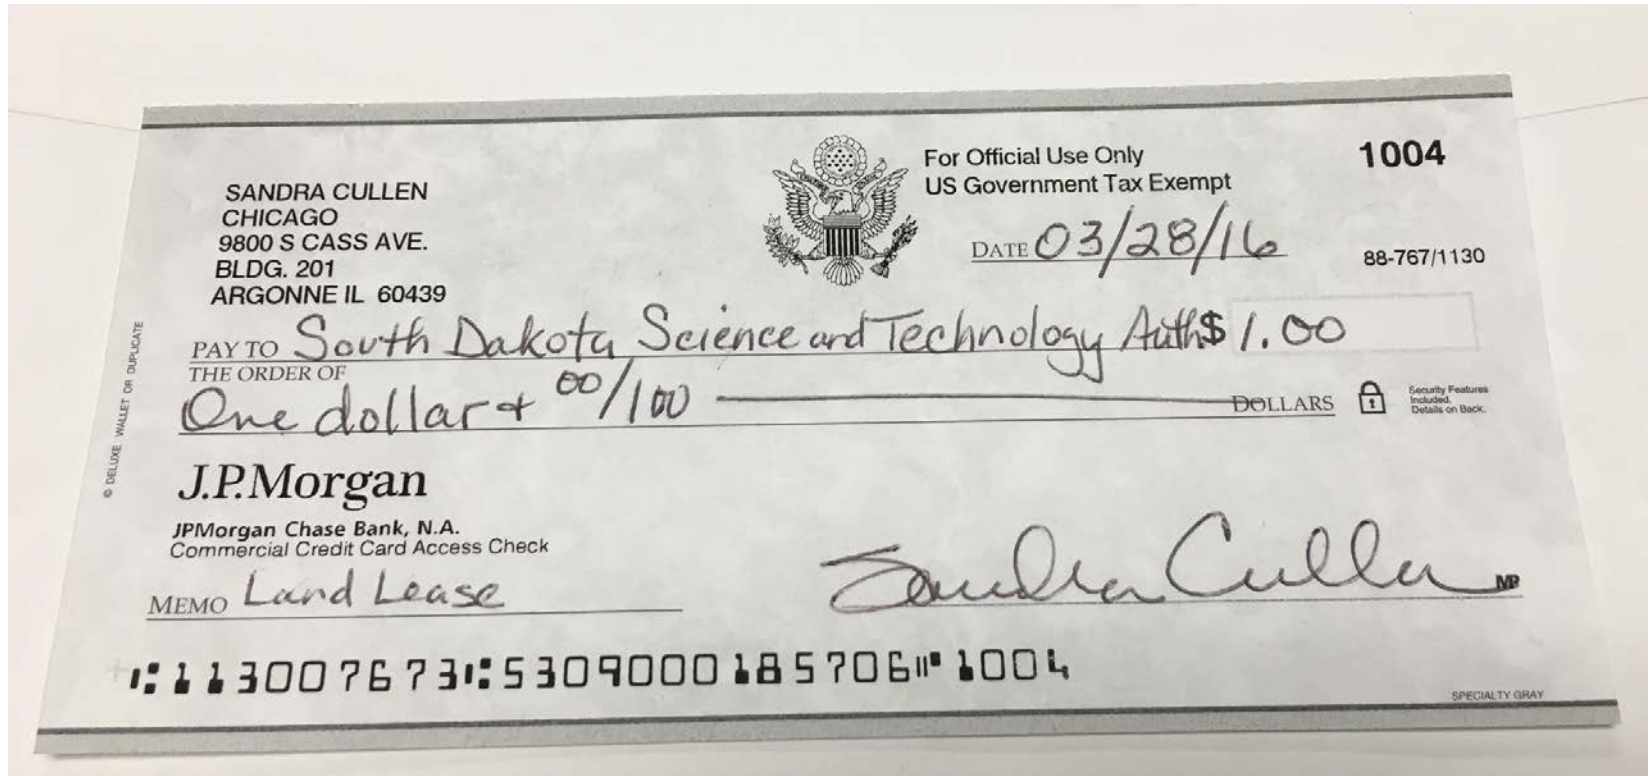 For Official Use Only
US Government Tax Exempt
1004
SANDRA CULLEN
CHICAGO
9800 S CASS AVE.
BLDG. 201
ARGONNE IL 60439
DATE 03/28/16
88-767/1130
PAY TO THE ORDER OF South Dakota Science and Technology Auth $ 1.00
One dollar + 00/100 DOLLARS
Security Features
Included.
Details on Back.
© DELUXE WALLET OR DUPLICATE
J.P.Morgan
JPMorgan Chase Bank, N.A.
Commercial Credit Card Access Check
MEMO Land Lease
Sandra Cullen MP
⑆113007673⑆5309000185706⑈1004
SPECIALTY GRAY